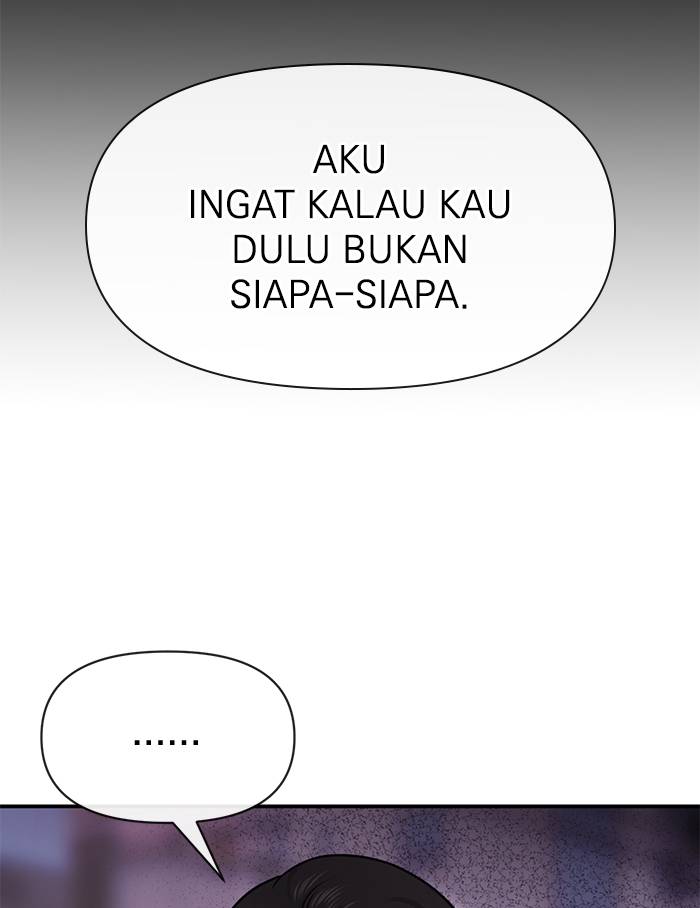 AKU
INGAT KALAU KAU
DULU BUKAN
SIAPA-SIAPA.
......